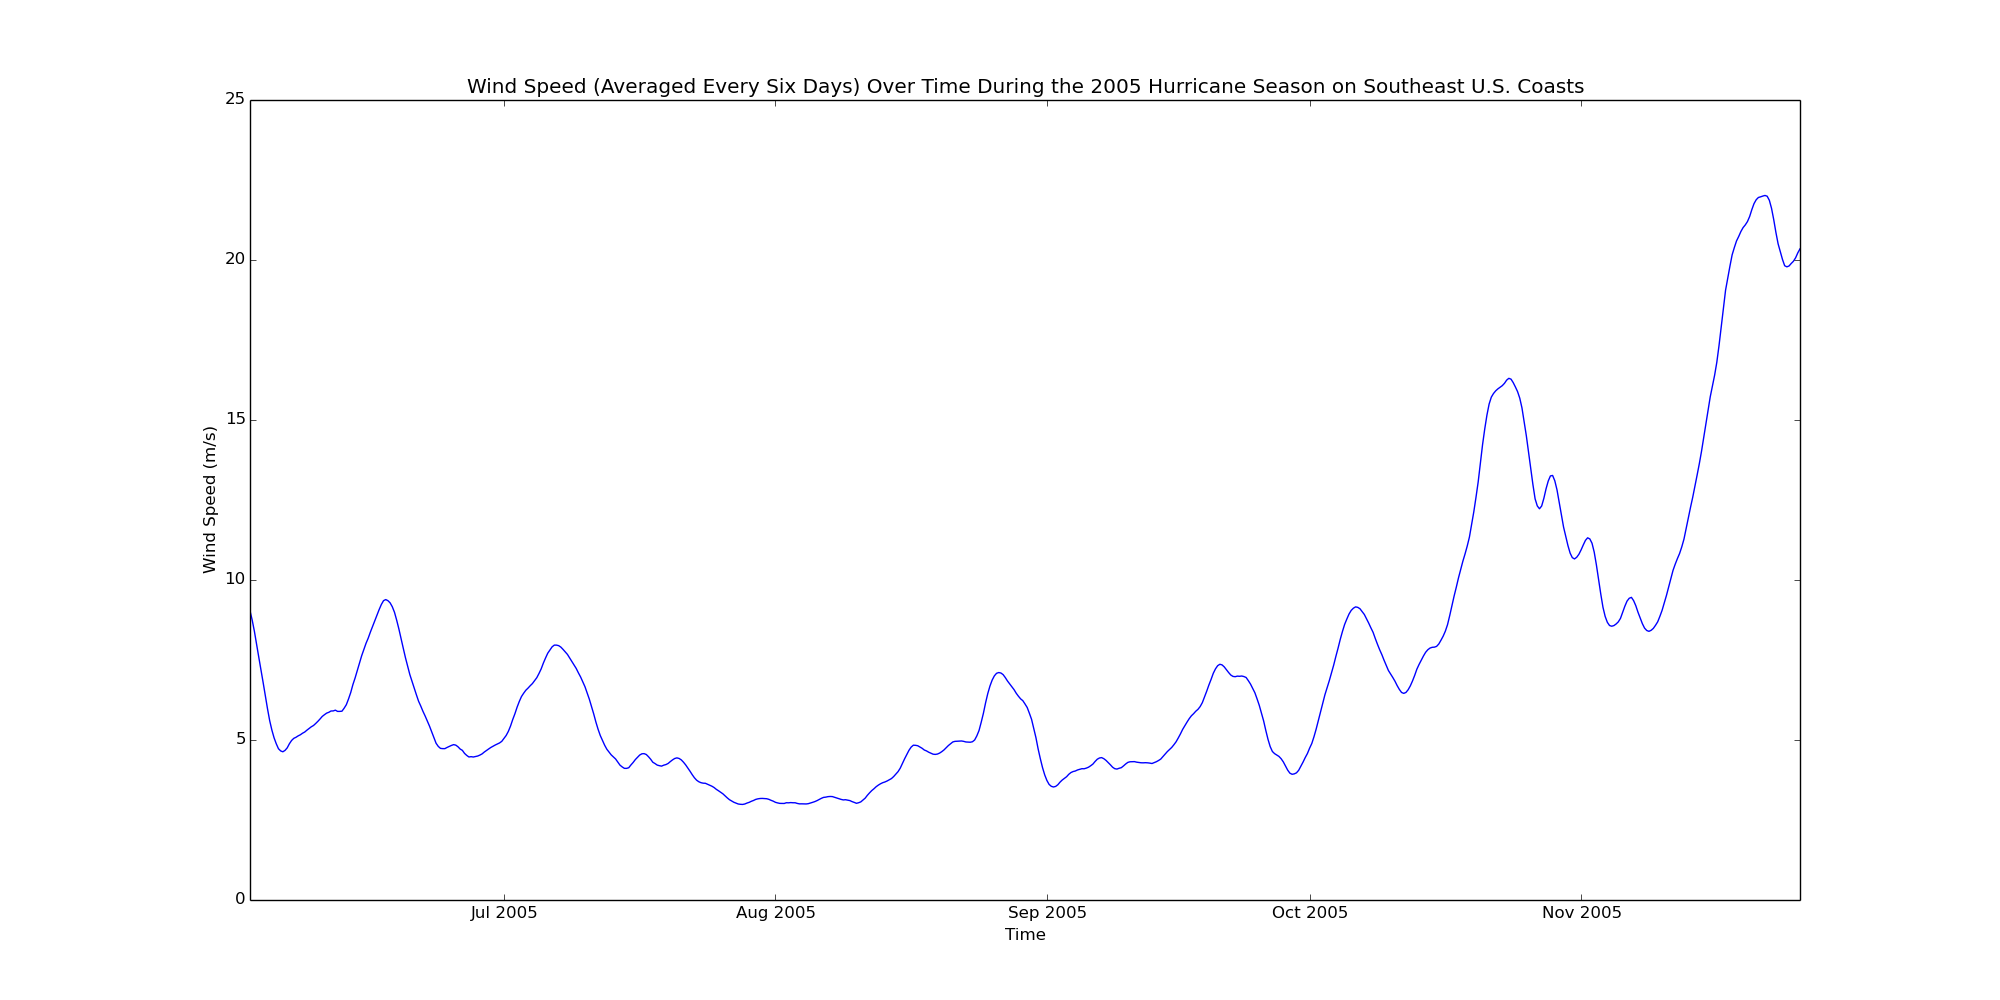 Wind Speed (Averaged Every Six Days) Over Time During the 2005 Hurricane Season on Southeast U.S. Coasts
25
20
15
10
5
0
Wind Speed (m/s)
Jul 2005
Aug 2005
Sep 2005
Oct 2005
Nov 2005
Time